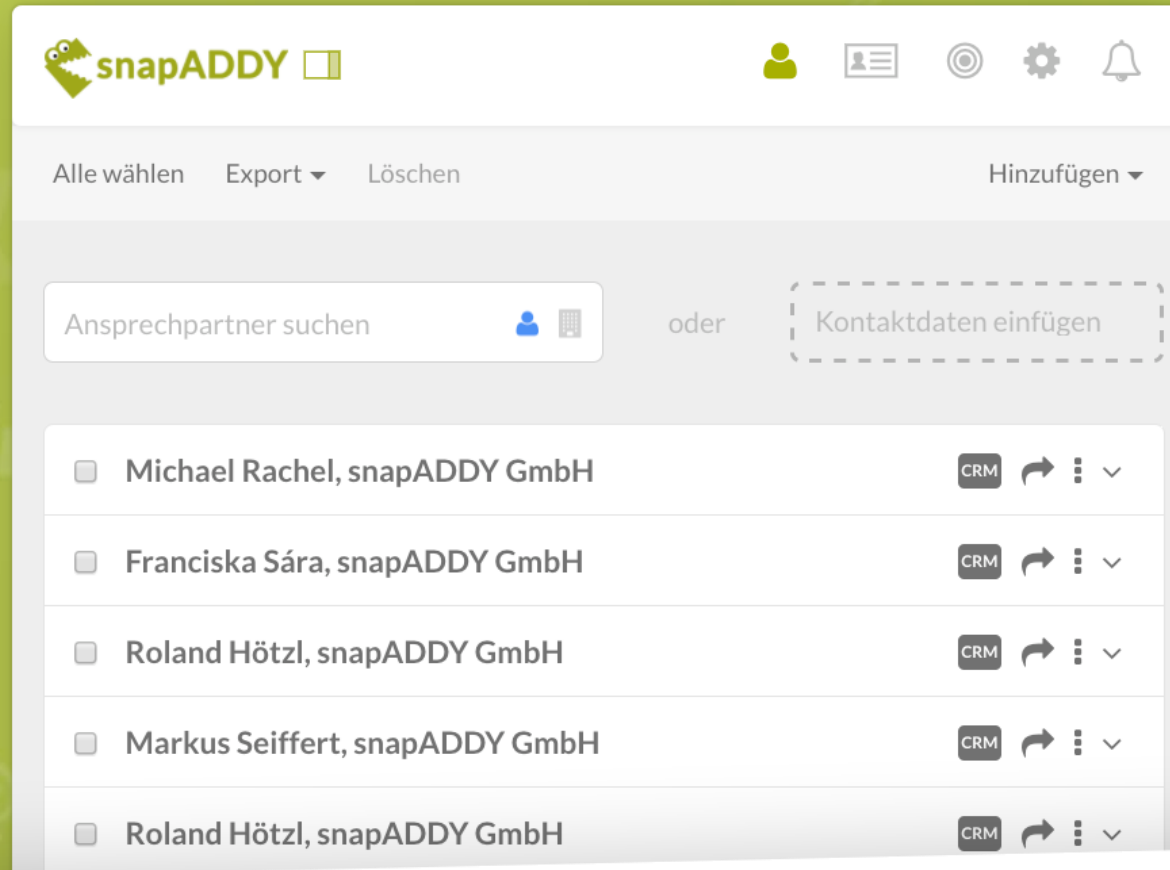 snapADDY
Alle wählen Export Löschen Hinzufügen
Ansprechpartner suchen oder Kontaktdaten einfügen
Michael Rachel, snapADDY GmbH CRM
Franciska Sára, snapADDY GmbH CRM
Roland Hötzl, snapADDY GmbH CRM
Markus Seiffert, snapADDY GmbH CRM
Roland Hötzl, snapADDY GmbH CRM